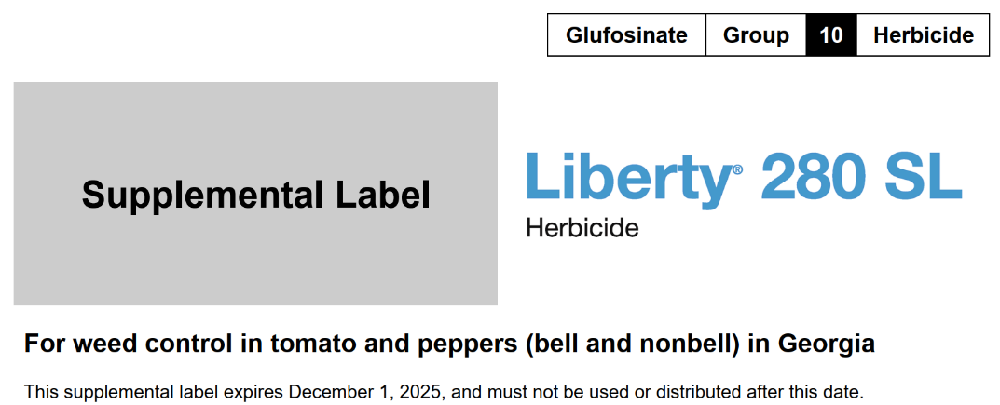 Glufosinate Group 10 Herbicide
Supplemental Label
Liberty® 280 SL
Herbicide
For weed control in tomato and peppers (bell and nonbell) in Georgia
This supplemental label expires December 1, 2025, and must not be used or distributed after this date.